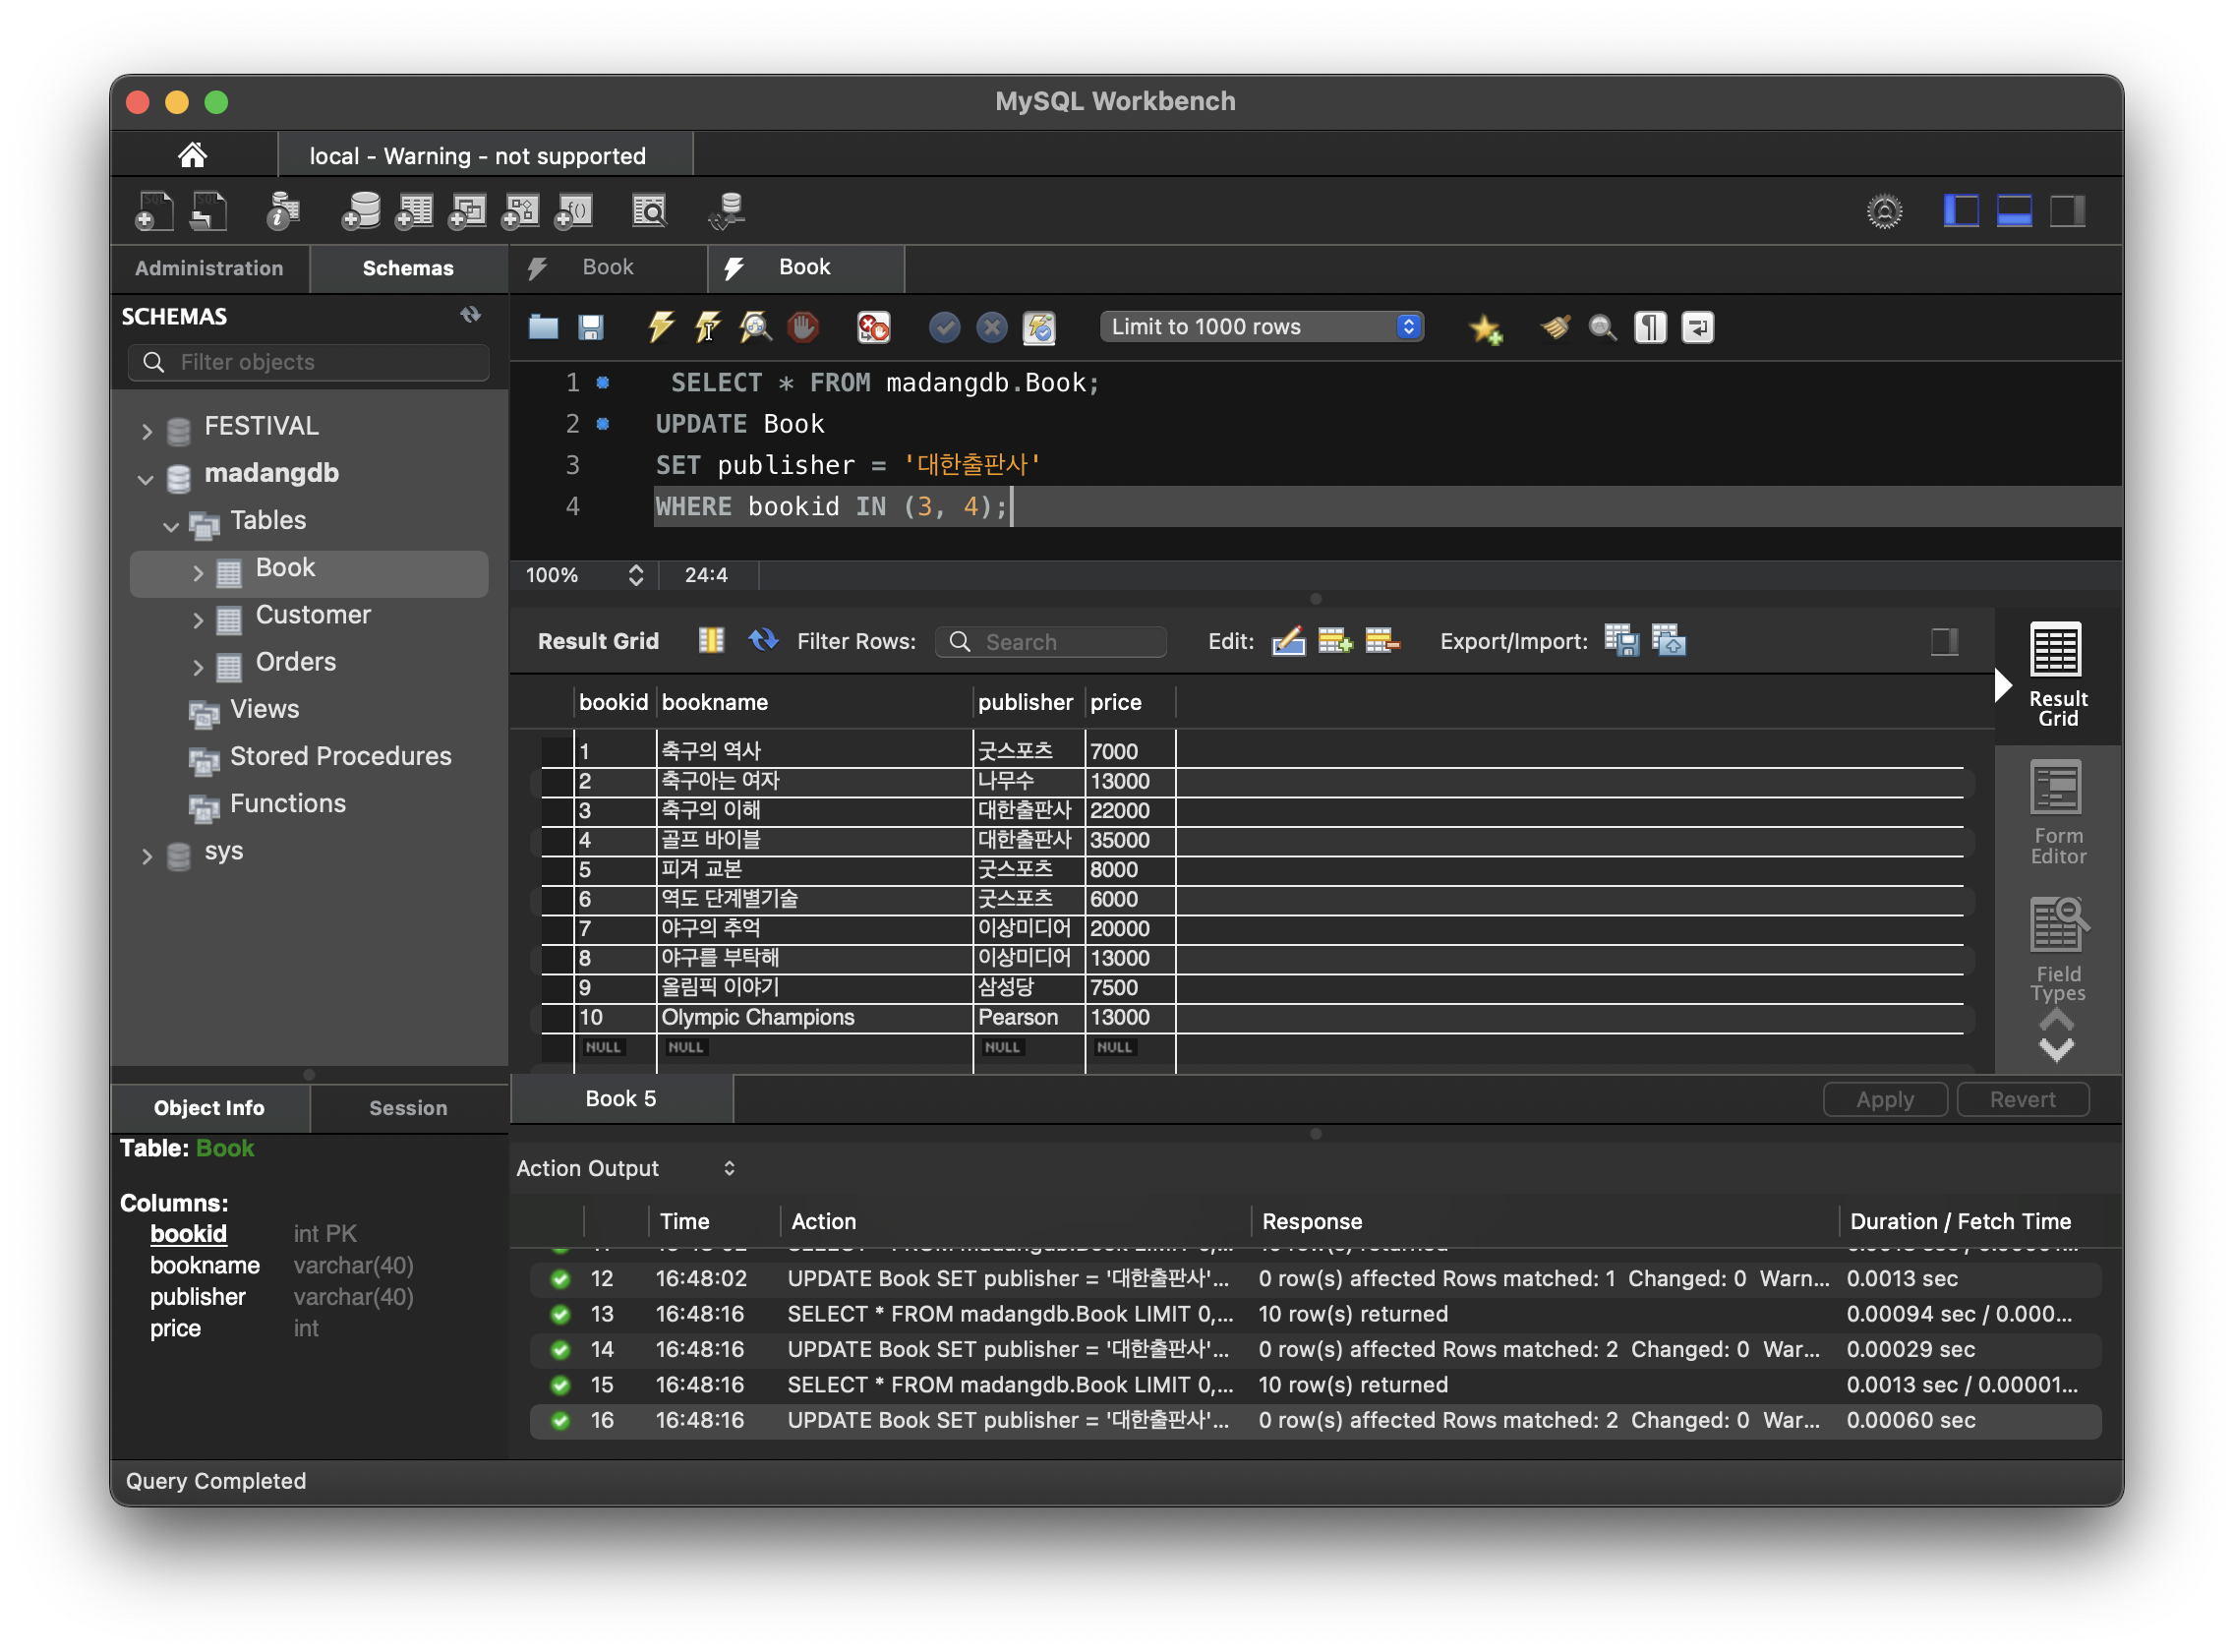 MySQL Workbench
local - Warning - not supported
Administration
Schemas
Book
Book
SCHEMAS
Filter objects
Limit to 1000 rows
1 SELECT * FROM madangdb.Book;
2 UPDATE Book
3 SET publisher = '대한출판사'
4 WHERE bookid IN (3, 4);
FESTIVAL
madangdb
Tables
Book
Customer
Orders
Views
Stored Procedures
Functions
sys
100% 24:4
Result Grid Filter Rows: Search Edit: Export/Import:
bookid bookname publisher price
1 축구의 역사 굿스포츠 7000
2 축구아는 여자 나무수 13000
3 축구의 이해 대한출판사 22000
4 골프 바이블 대한출판사 35000
5 피겨 교본 굿스포츠 8000
6 역도 단계별기술 굿스포츠 6000
7 야구의 추억 이상미디어 20000
8 야구를 부탁해 이상미디어 13000
9 올림픽 이야기 삼성당 7500
10 Olympic Champions Pearson 13000
NULL NULL NULL NULL
Result
Grid
Form
Editor
Field
Types
Book 5
Apply Revert
Object Info Session
Table: Book
Columns:
bookid int PK
bookname varchar(40)
publisher varchar(40)
price int
Action Output
Time Action Response Duration / Fetch Time
12 16:48:02 UPDATE Book SET publisher = '대한출판사'... 0 row(s) affected Rows matched: 1 Changed: 0 Warn... 0.0013 sec
13 16:48:16 SELECT * FROM madangdb.Book LIMIT 0,... 10 row(s) returned 0.00094 sec / 0.000...
14 16:48:16 UPDATE Book SET publisher = '대한출판사'... 0 row(s) affected Rows matched: 2 Changed: 0 War... 0.00029 sec
15 16:48:16 SELECT * FROM madangdb.Book LIMIT 0,... 10 row(s) returned 0.0013 sec / 0.00001...
16 16:48:16 UPDATE Book SET publisher = '대한출판사'... 0 row(s) affected Rows matched: 2 Changed: 0 War... 0.00060 sec
Query Completed